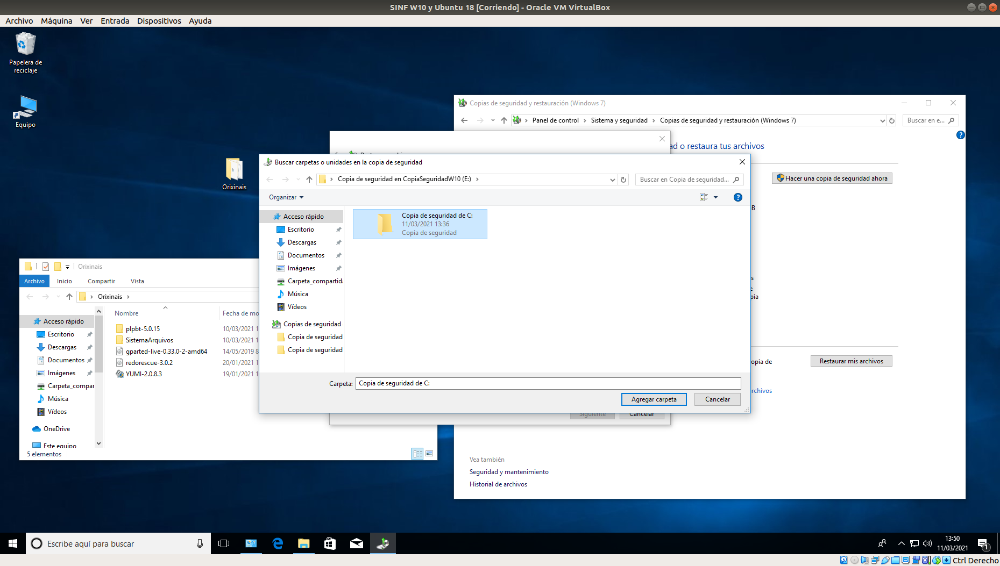 SINF W10 y Ubuntu 18 [Corriendo] - Oracle VM VirtualBox
Archivo Máquina Ver Entrada Dispositivos Ayuda
Papelera de
reciclaje
Equipo
Orixinais
Copias de seguridad y restauración (Windows 7)
Panel de control > Sistema y seguridad > Copias de seguridad y restauración (Windows 7)
Buscar en e...
ad o restaura tus archivos
Hacer una copia de seguridad ahora
B
s
e
pia
opia de
Restaurar mis archivos
rchivos
Vea también
Seguridad y mantenimiento
Historial de archivos
Siguiente
Cancelar
Buscar carpetas o unidades en la copia de seguridad
Copia de seguridad en CopiaSeguridadW10 (E:) >
Buscar en Copia de seguridad...
Organizar
Acceso rápido
Escritorio
Descargas
Documentos
Imágenes
Carpeta_compartida
Música
Vídeos
Copias de seguridad
Copia de seguridad
Copia de seguridad
Copia de seguridad de C:
11/03/2021 13:36
Copia de seguridad
Carpeta: Copia de seguridad de C:
Agregar carpeta
Cancelar
Orixinais
Archivo Inicio Compartir Vista
> Orixinais >
Acceso rápido
Escritorio
Descargas
Documentos
Imágenes
Carpeta_compar
Música
Vídeos
OneDrive
Este equipo
Nombre Fecha de mo
plpbt-5.0.15 10/03/2021 1
SistemaArquivos 10/03/2021 1
gparted-live-0.33.0-2-amd64 14/05/2019 8
redorescue-3.0.2 20/01/2021 1
YUMI-2.0.8.3 19/01/2021 1
5 elementos
Escribe aquí para buscar
13:50
11/03/2021
1
Ctrl Derecho